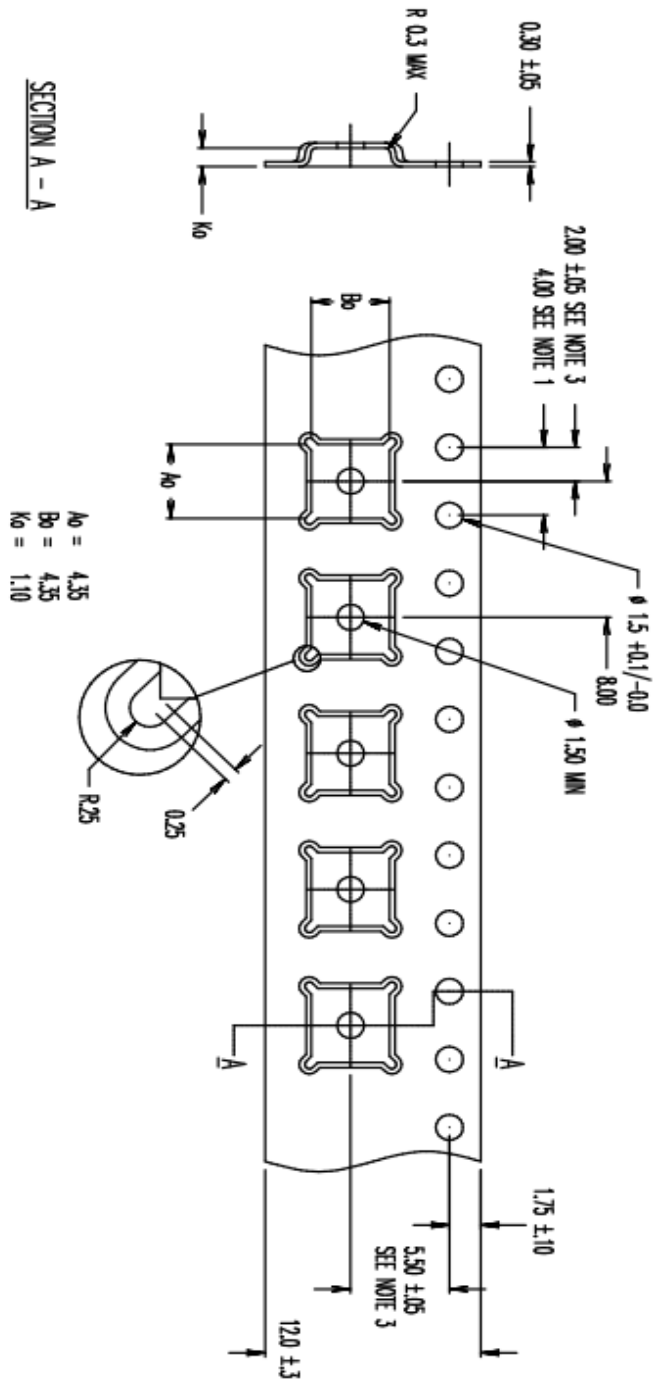 0.30 ±.05
R 0.3 MAX
Ko
SECTION A - A
2.00 ±.05 SEE NOTE 3
4.00 SEE NOTE 1
ø 1.5 +0.1/-0.0
8.00
ø 1.50 MIN
Bo
Ao
Ao = 4.35
Bo = 4.35
Ko = 1.10
R.25
0.25
A
A
1.75 ±.10
5.50 ±.05
SEE NOTE 3
12.0 ±.3